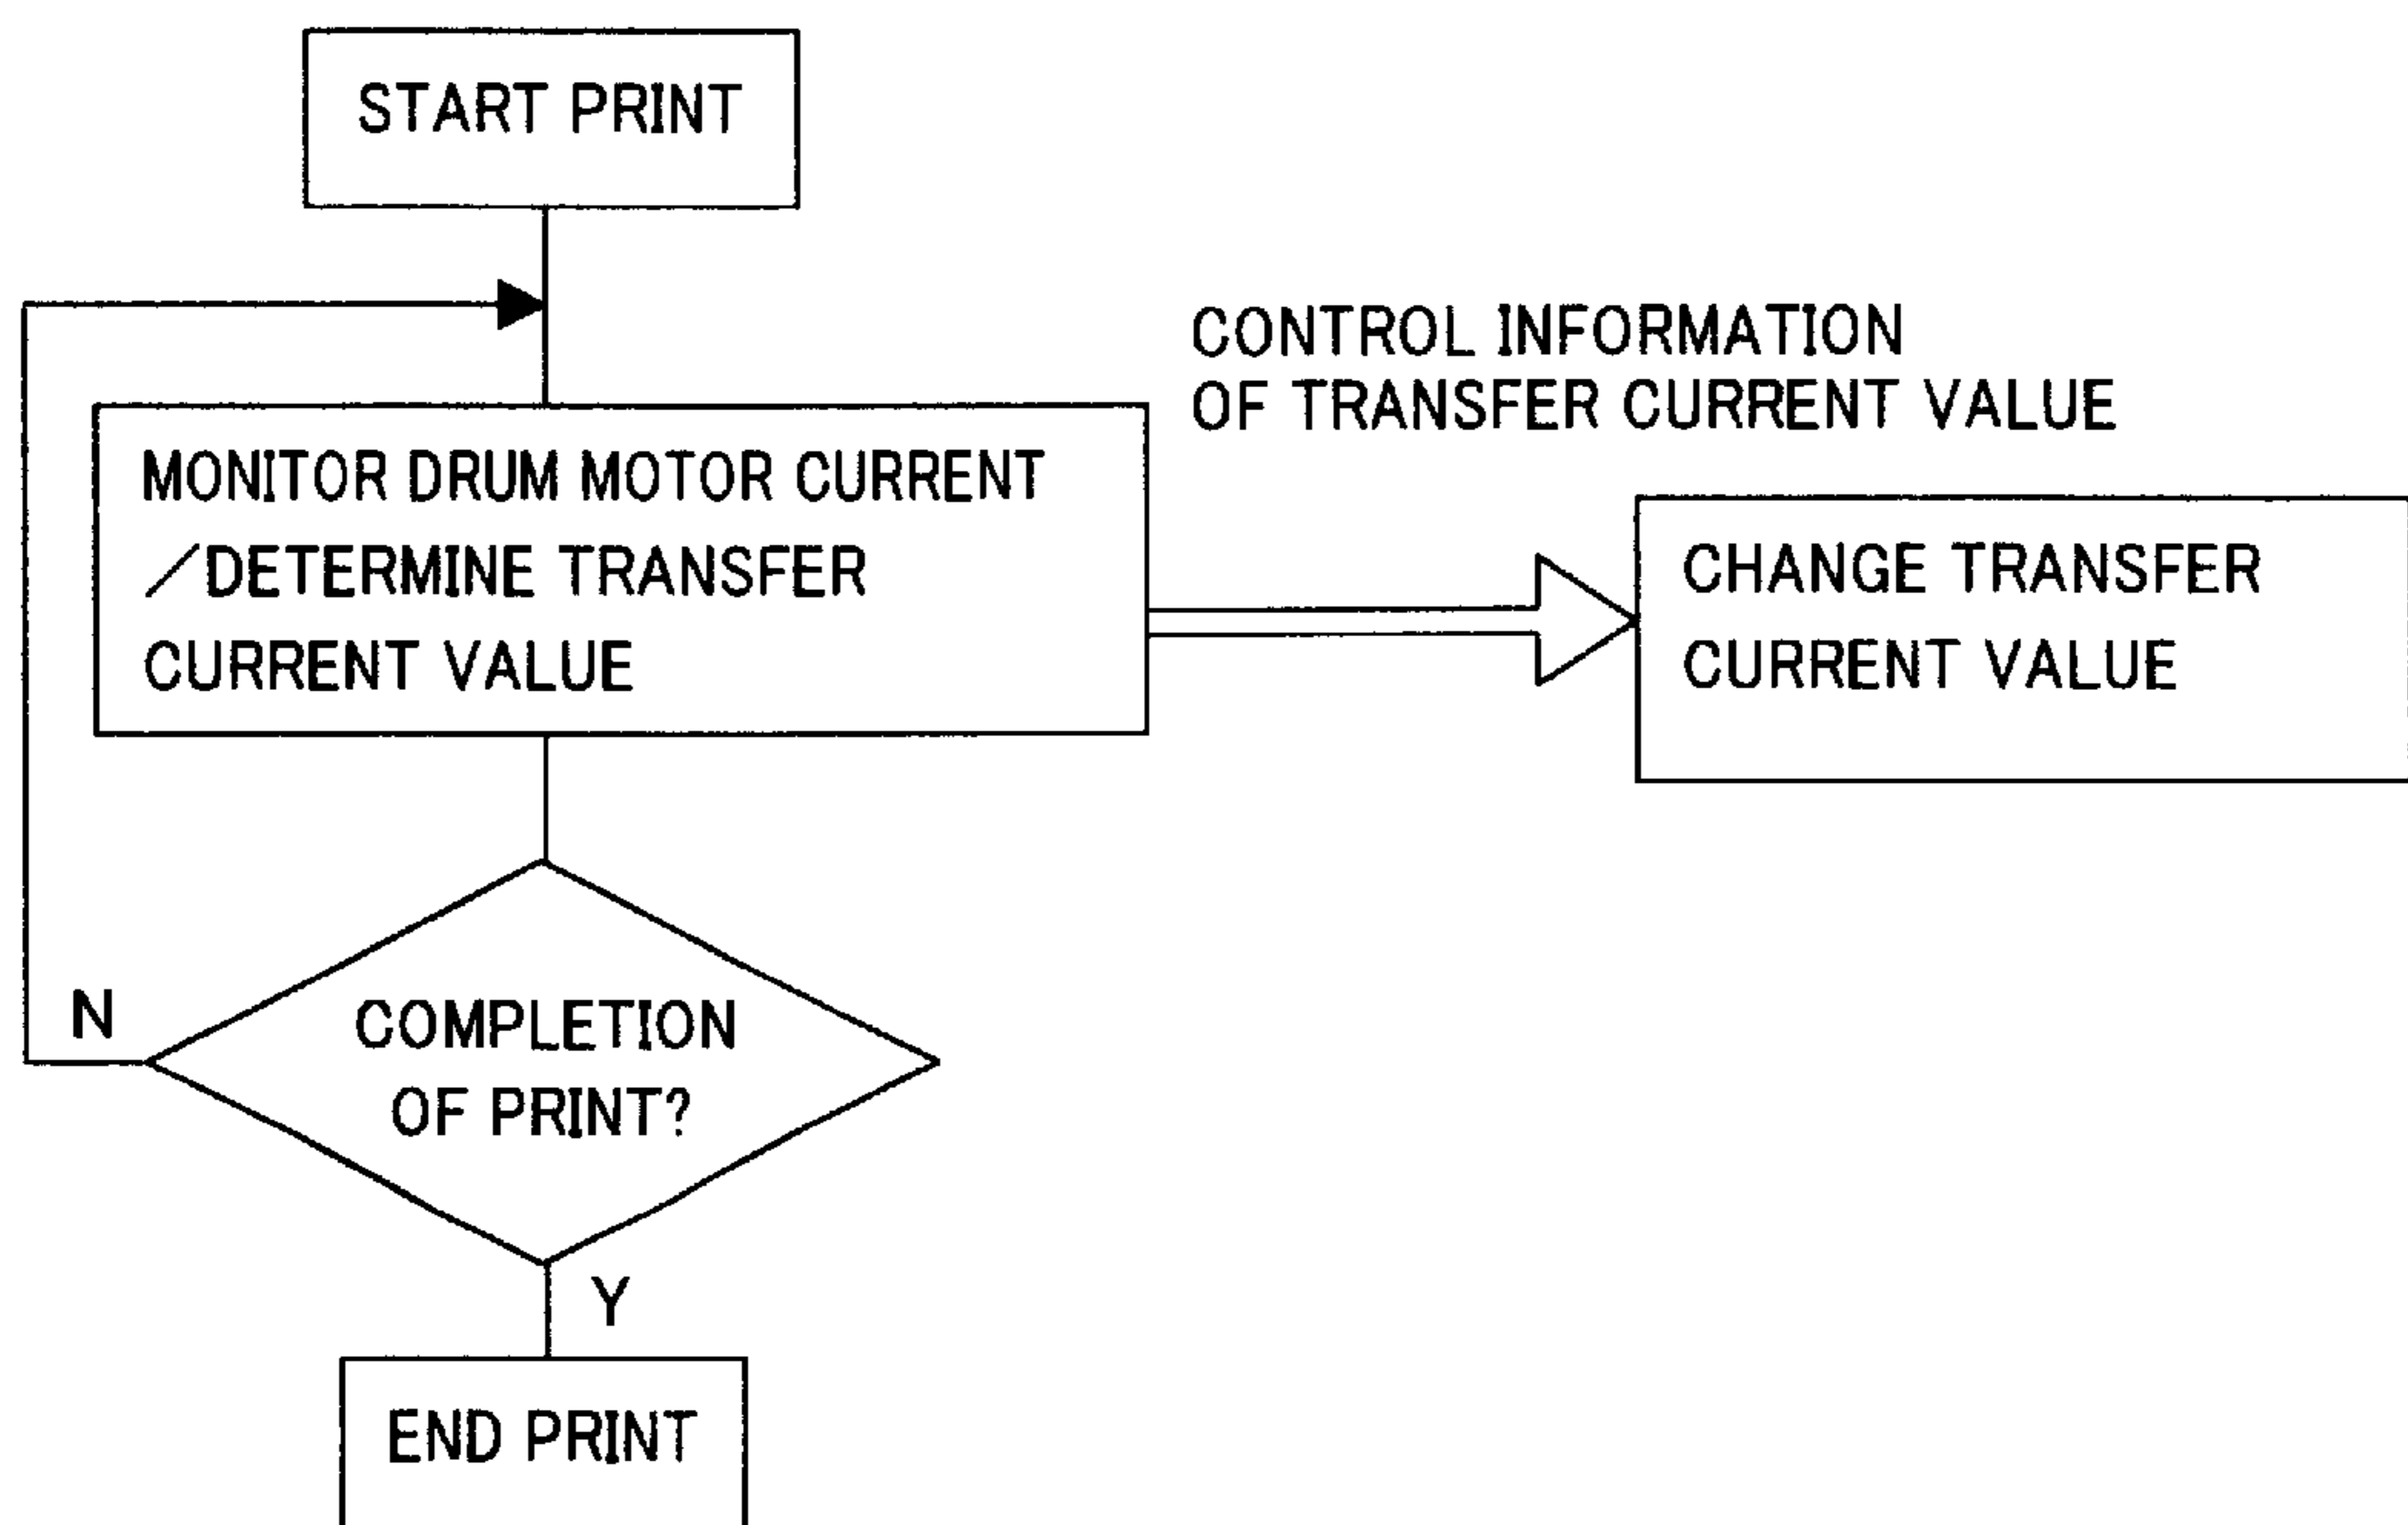 START PRINT
CONTROL INFORMATION
OF TRANSFER CURRENT VALUE
MONITOR DRUM MOTOR CURRENT
/DETERMINE TRANSFER
CURRENT VALUE
CHANGE TRANSFER
CURRENT VALUE
N
COMPLETION
OF PRINT?
Y
END PRINT